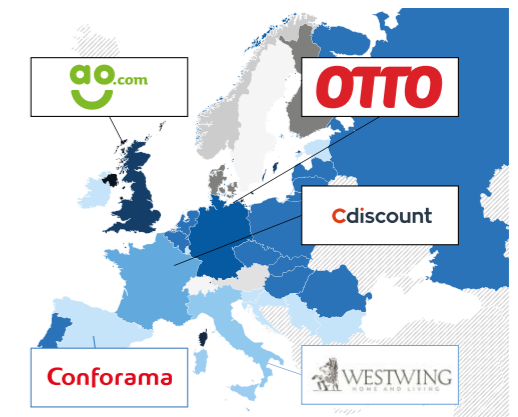 ao.com
OTTO
Cdiscount
Conforama
WESTWING
HOME AND LIVING